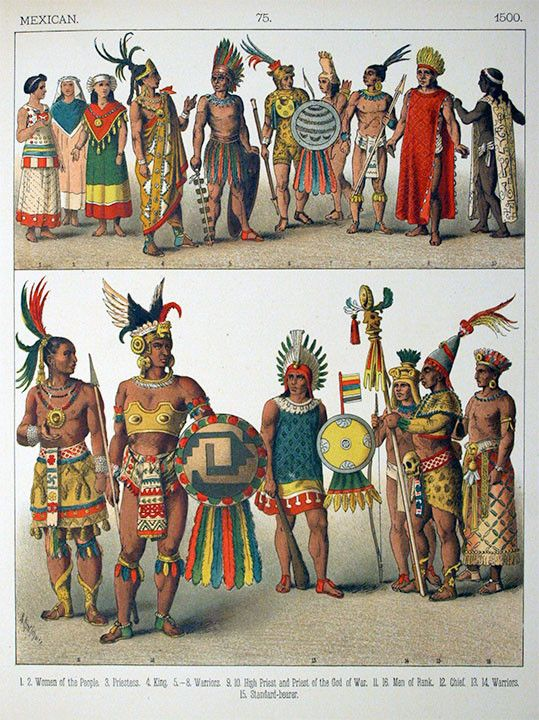 MEXICAN. 75. 1500.
1. 2. Women of the People. 3. Priestess. 4. King. 5.—8. Warriors. 9. 10. High Priest and Priest of the God of War. 11. 16. Men of Rank. 12. Chief. 13. 14. Warriors.
15. Standard-bearer.